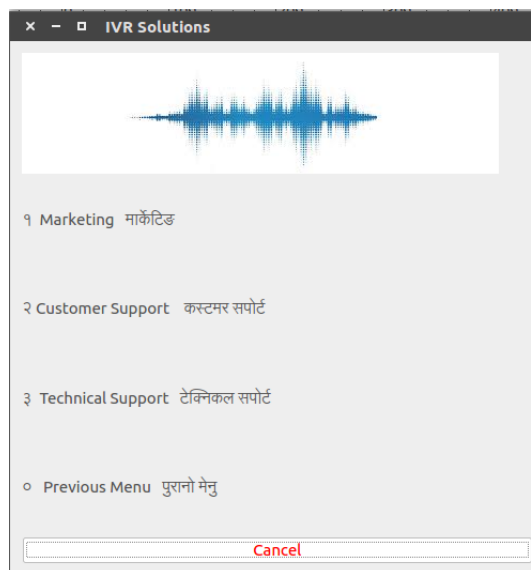 IVR Solutions
१ Marketing मार्केटिङ
२ Customer Support कस्टमर सपोर्ट
३ Technical Support टेक्निकल सपोर्ट
० Previous Menu पुरानो मेनु
Cancel